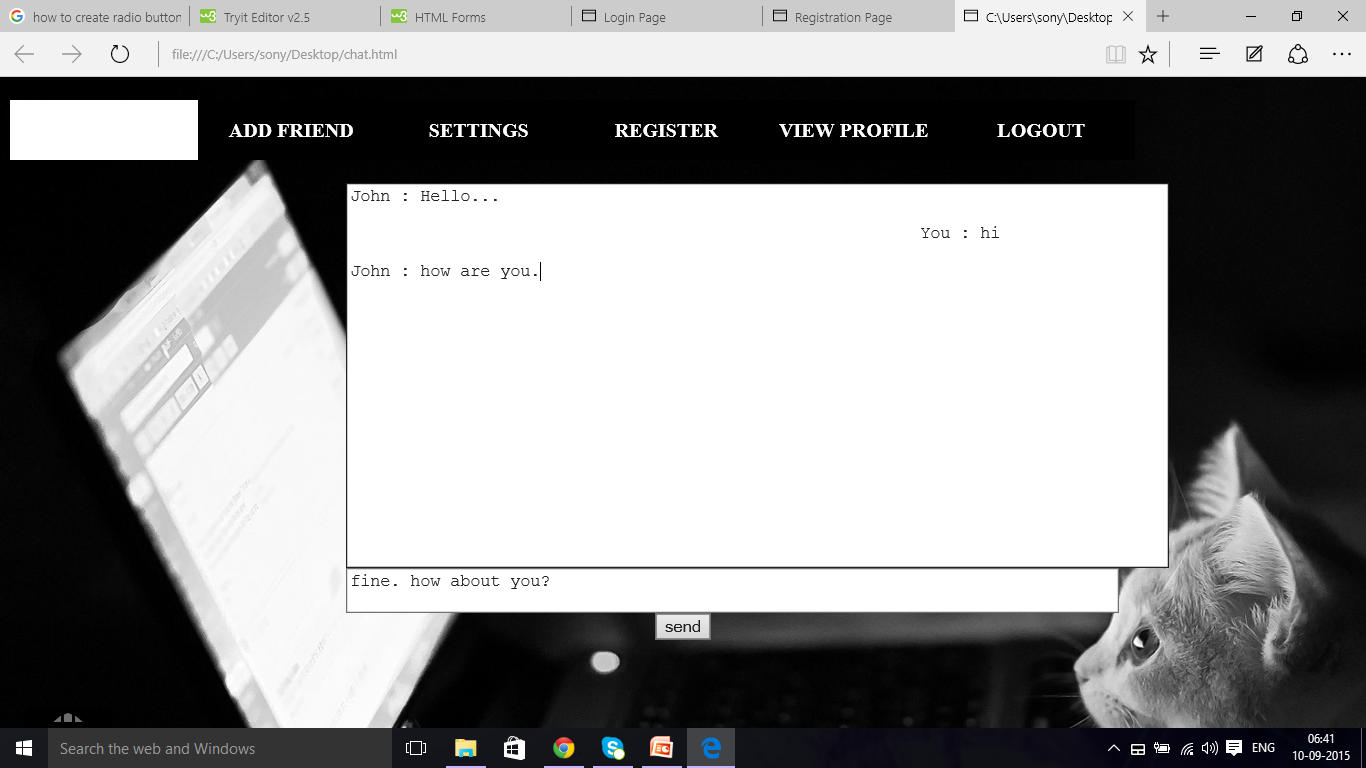 how to create radio button
Tryit Editor v2.5
HTML Forms
Login Page
Registration Page
C:\Users\sony\Desktop
file:///C:/Users/sony/Desktop/chat.html
ADD FRIEND SETTINGS REGISTER VIEW PROFILE LOGOUT
John : Hello...
You : hi
John : how are you.
fine. how about you?
send
Search the web and Windows
ENG
06:41
10-09-2015